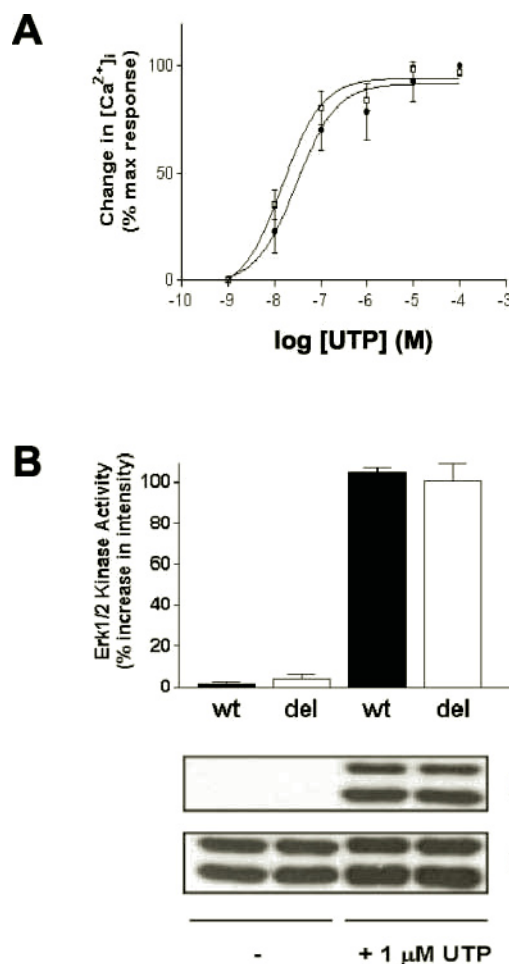 A
Change in [Ca²⁺]i
(% max response)
100
50
0
-10 -9 -8 -7 -6 -5 -4 -3
log [UTP] (M)
B
Erk1/2 Kinase Activity
(% increase in intensity)
100
80
60
40
20
0
wt del wt del
- + 1 µM UTP